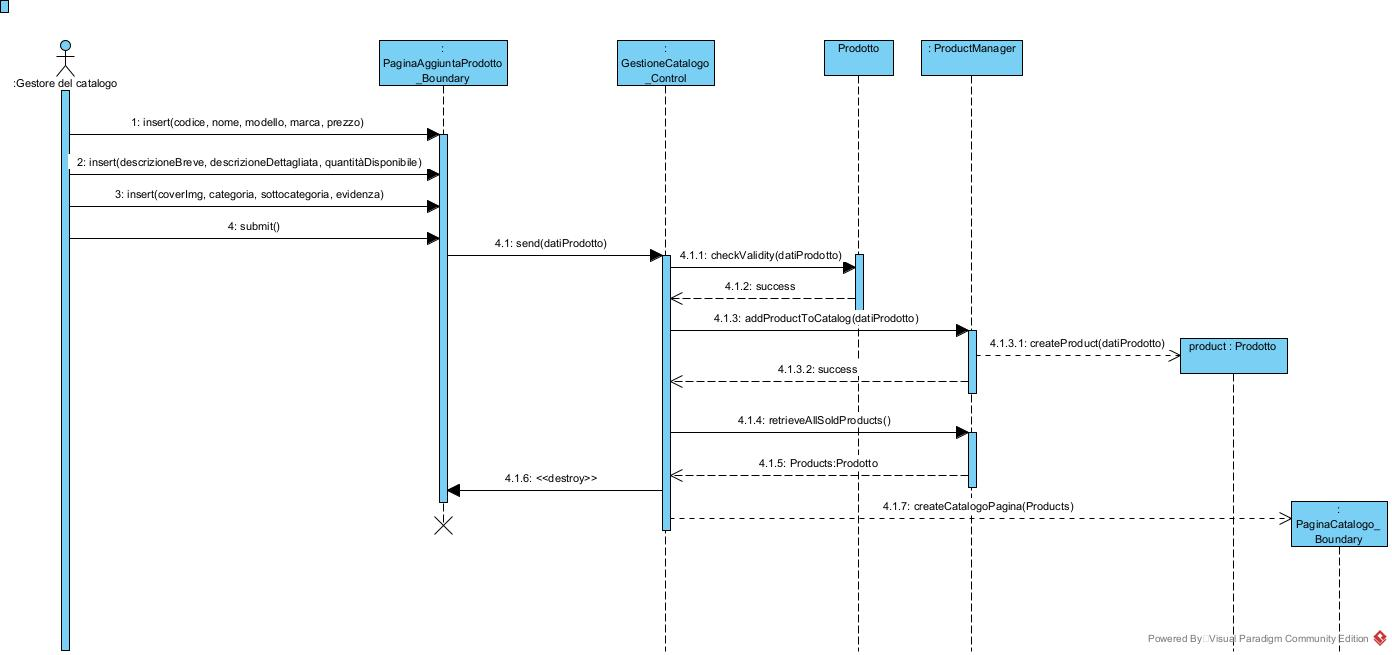 :
PaginaAggiuntaProdotto
_Boundary
:
GestioneCatalogo
_Control
Prodotto
: ProductManager
:Gestore del catalogo
1: insert(codice, nome, modello, marca, prezzo)
2: insert(descrizioneBreve, descrizioneDettagliata, quantitàDisponibile)
3: insert(coverImg, categoria, sottocategoria, evidenza)
4: submit()
4.1: send(datiProdotto)
4.1.1: checkValidity(datiProdotto)
4.1.2: success
4.1.3: addProductToCatalog(datiProdotto)
4.1.3.1: createProduct(datiProdotto)
product : Prodotto
4.1.3.2: success
4.1.4: retrieveAllSoldProducts()
4.1.5: Products:Prodotto
4.1.6: <<destroy>>
4.1.7: createCatalogoPagina(Products)
:
PaginaCatalogo_
Boundary
Powered By Visual Paradigm Community Edition